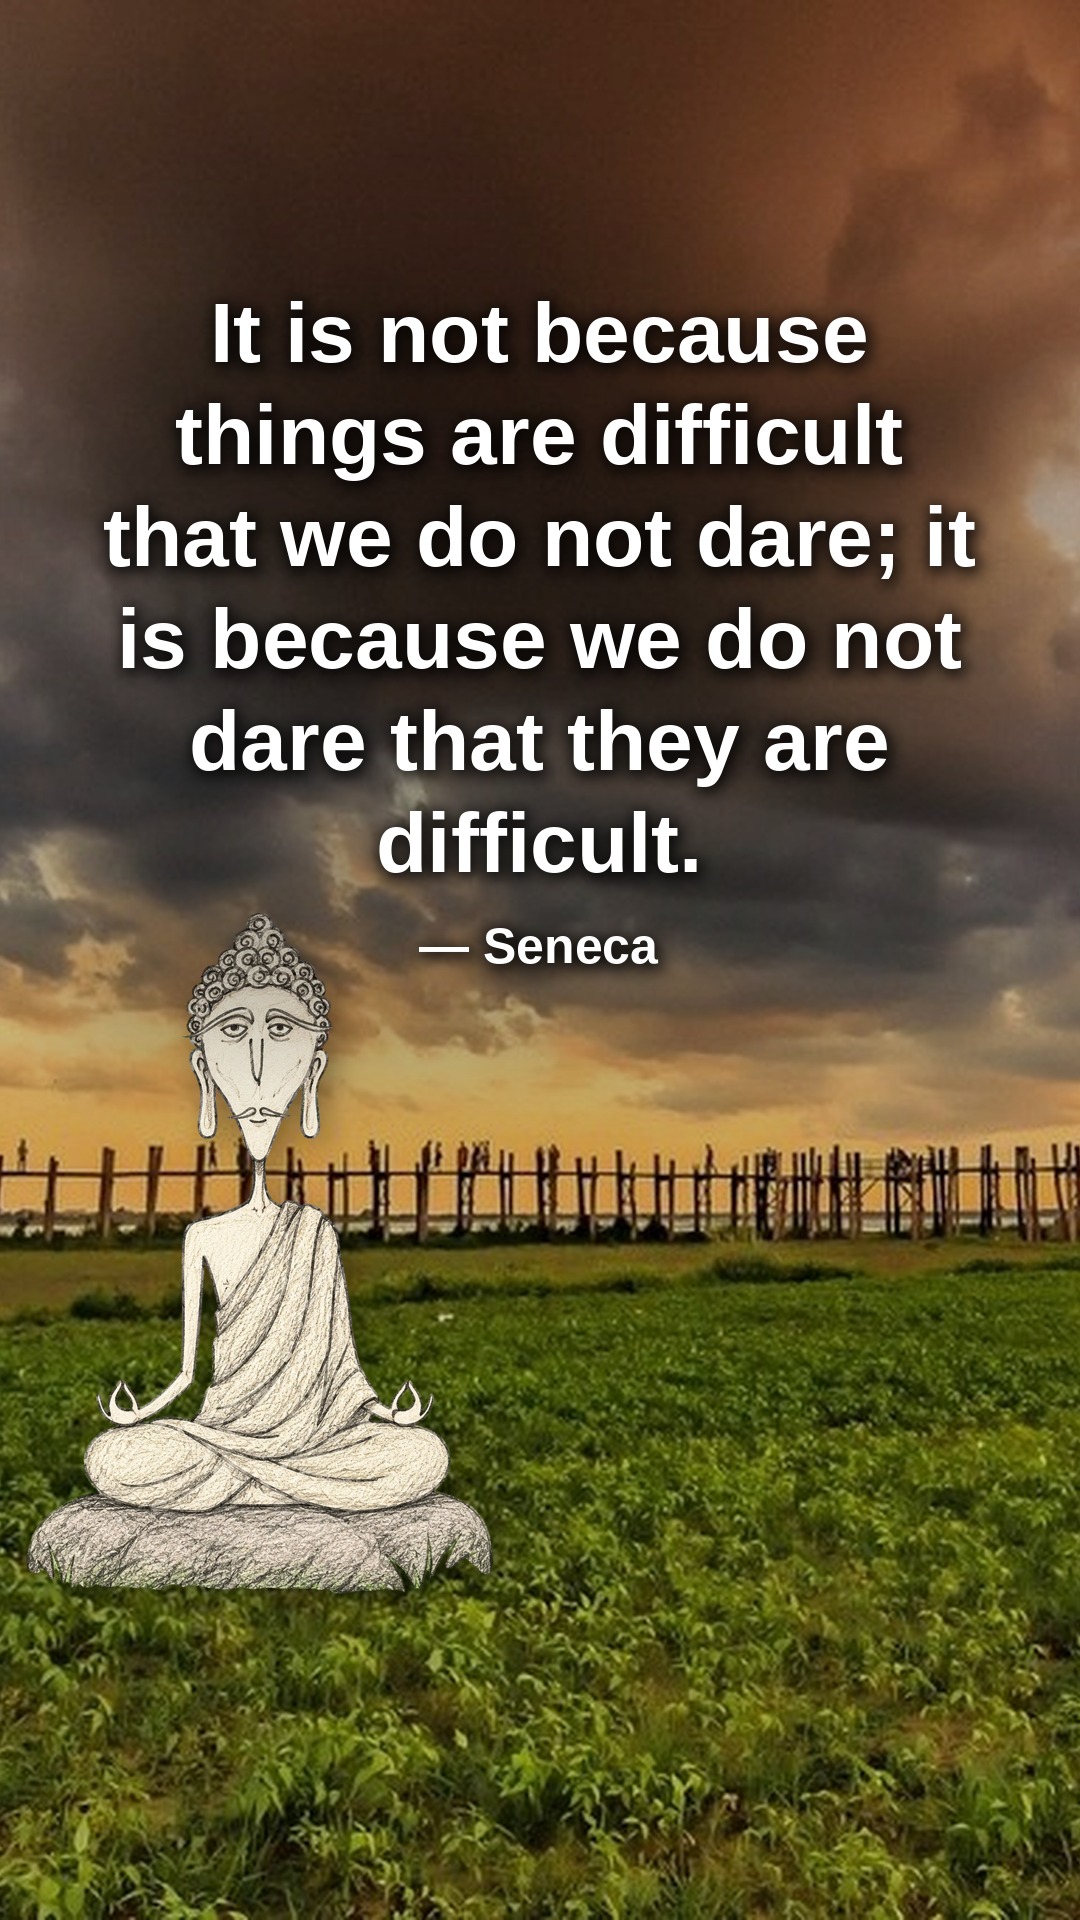 It is not because
things are difficult
that we do not dare; it
is because we do not
dare that they are
difficult.
— Seneca